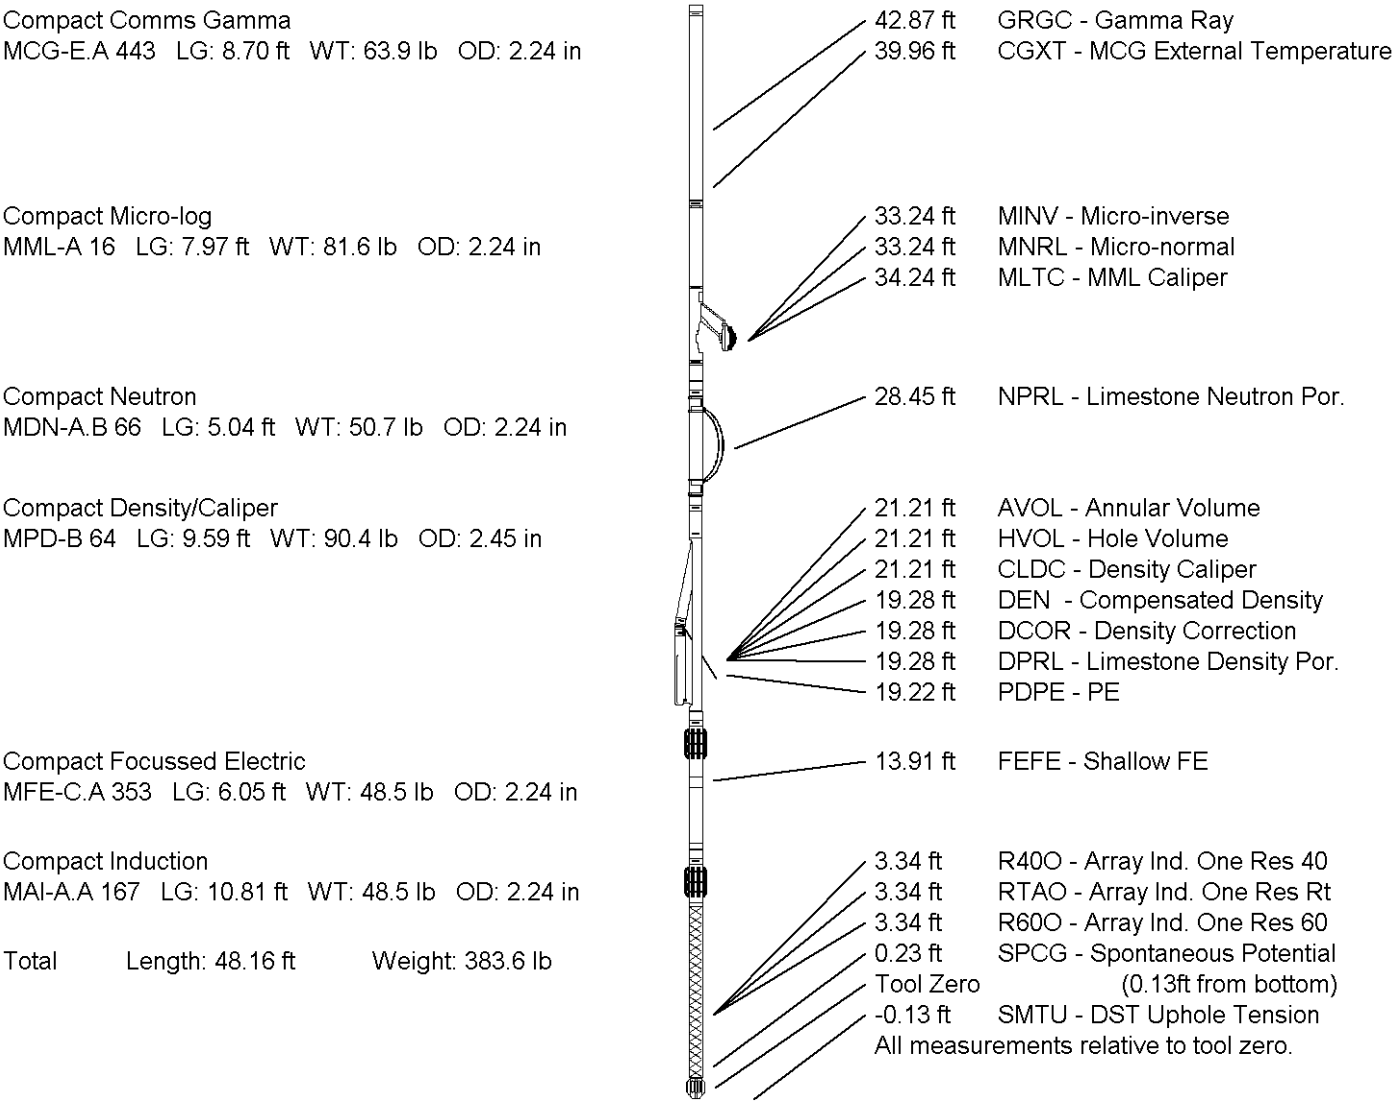 Compact Comms Gamma
MCG-E.A 443 LG: 8.70 ft WT: 63.9 lb OD: 2.24 in
42.87 ft GRGC - Gamma Ray
39.96 ft CGXT - MCG External Temperature
Compact Micro-log
MML-A 16 LG: 7.97 ft WT: 81.6 lb OD: 2.24 in
33.24 ft MINV - Micro-inverse
33.24 ft MNRL - Micro-normal
34.24 ft MLTC - MML Caliper
Compact Neutron
MDN-A.B 66 LG: 5.04 ft WT: 50.7 lb OD: 2.24 in
28.45 ft NPRL - Limestone Neutron Por.
Compact Density/Caliper
MPD-B 64 LG: 9.59 ft WT: 90.4 lb OD: 2.45 in
21.21 ft AVOL - Annular Volume
21.21 ft HVOL - Hole Volume
21.21 ft CLDC - Density Caliper
19.28 ft DEN - Compensated Density
19.28 ft DCOR - Density Correction
19.28 ft DPRL - Limestone Density Por.
19.22 ft PDPE - PE
Compact Focussed Electric
MFE-C.A 353 LG: 6.05 ft WT: 48.5 lb OD: 2.24 in
13.91 ft FEFE - Shallow FE
Compact Induction
MAI-A.A 167 LG: 10.81 ft WT: 48.5 lb OD: 2.24 in
3.34 ft R40O - Array Ind. One Res 40
3.34 ft RTAO - Array Ind. One Res Rt
3.34 ft R60O - Array Ind. One Res 60
0.23 ft SPCG - Spontaneous Potential
Total Length: 48.16 ft Weight: 383.6 lb
Tool Zero (0.13ft from bottom)
-0.13 ft SMTU - DST Uphole Tension
All measurements relative to tool zero.